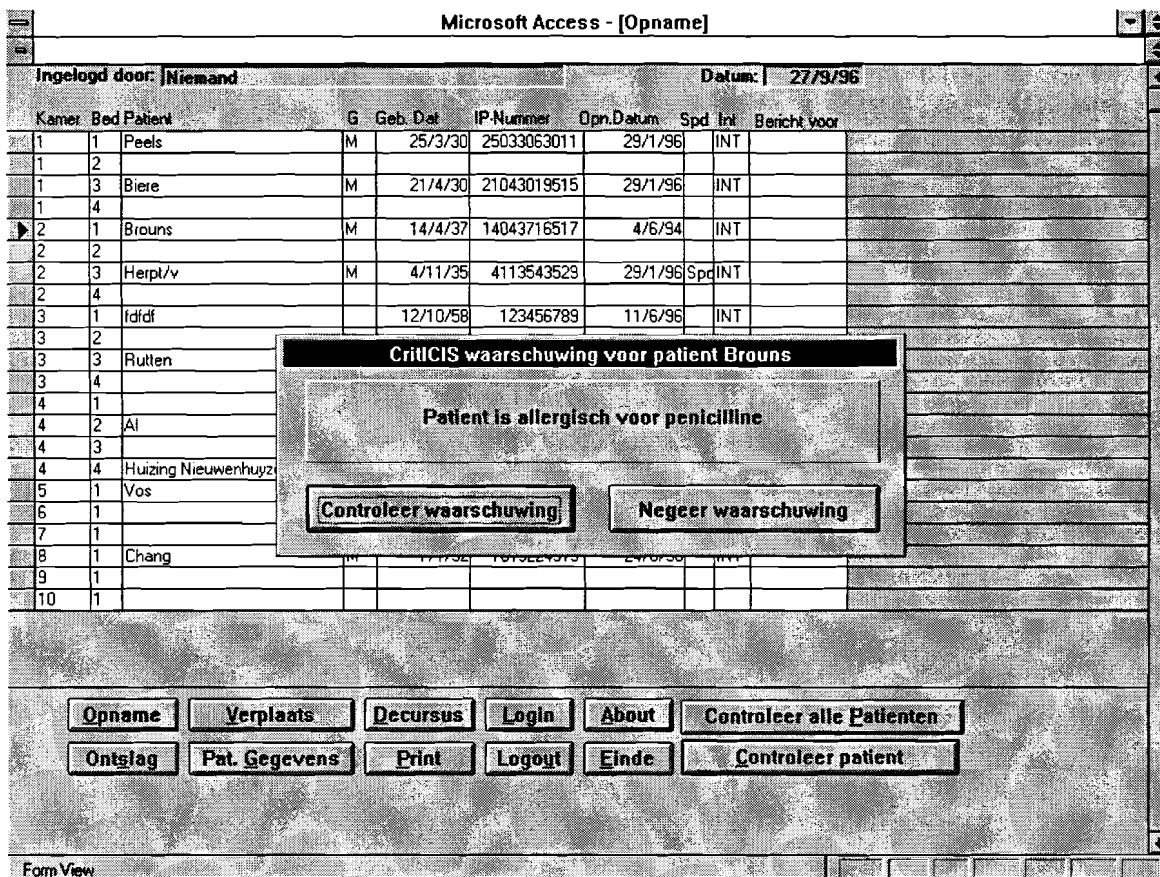 Microsoft Access - [Opname]
Ingelogd door: Niemand Datum: 27/9/96
Kamer Bed Patient G Geb. Dat IP-Nummer Opn.Datum Spd Int Bericht voor
1 1 Peels M 25/3/30 25033063011 29/1/96 INT
1 2
1 3 Biere M 21/4/30 21043019515 29/1/96 INT
1 4
2 1 Brouns M 14/4/37 14043716517 4/6/94 INT
2 2
2 3 Herpt/v M 4/11/35 4113543529 29/1/96 Spd INT
2 4
3 1 fdfdf 12/10/58 123456789 11/6/96 INT
3 2
3 3 Rutten
3 4
4 1
4 2 Al
4 3
4 4 Huizing Nieuwenhuyz
5 1 Vos
6 1
7 1
8 1 Chang
9 1
10 1
CritICIS waarschuwing voor patient Brouns
Patient is allergisch voor penicilline
Controleer waarschuwing Negeer waarschuwing
Opname Verplaats Decursus Login About Controleer alle Patienten
Ontslag Pat. Gegevens Print Logout Einde Controleer patient
Form View